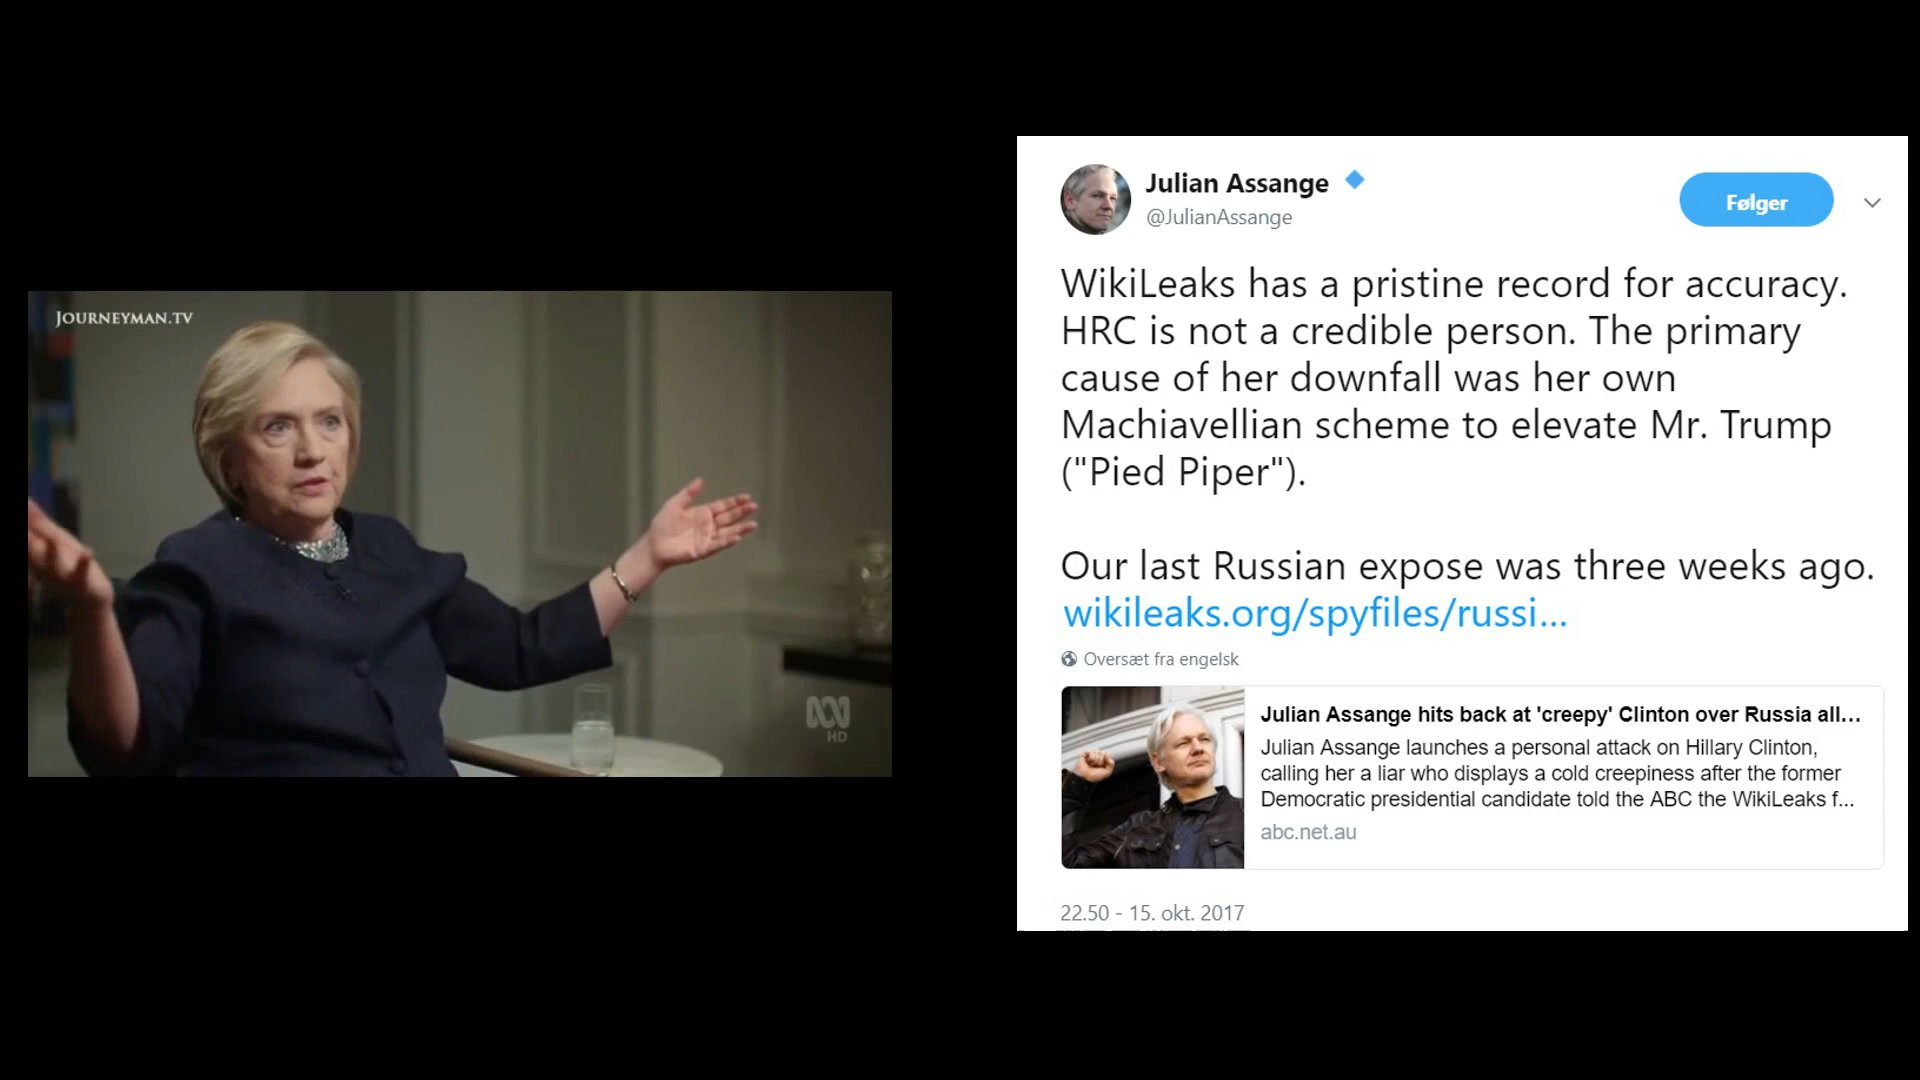 JOURNEYMAN.TV
HD
Julian Assange
@JulianAssange
Følger
WikiLeaks has a pristine record for accuracy.
HRC is not a credible person. The primary
cause of her downfall was her own
Machiavellian scheme to elevate Mr. Trump
("Pied Piper").
Our last Russian expose was three weeks ago.
wikileaks.org/spyfiles/russi...
Oversæt fra engelsk
Julian Assange hits back at 'creepy' Clinton over Russia all...
Julian Assange launches a personal attack on Hillary Clinton,
calling her a liar who displays a cold creepiness after the former
Democratic presidential candidate told the ABC the WikiLeaks f...
abc.net.au
22.50 - 15. okt. 2017